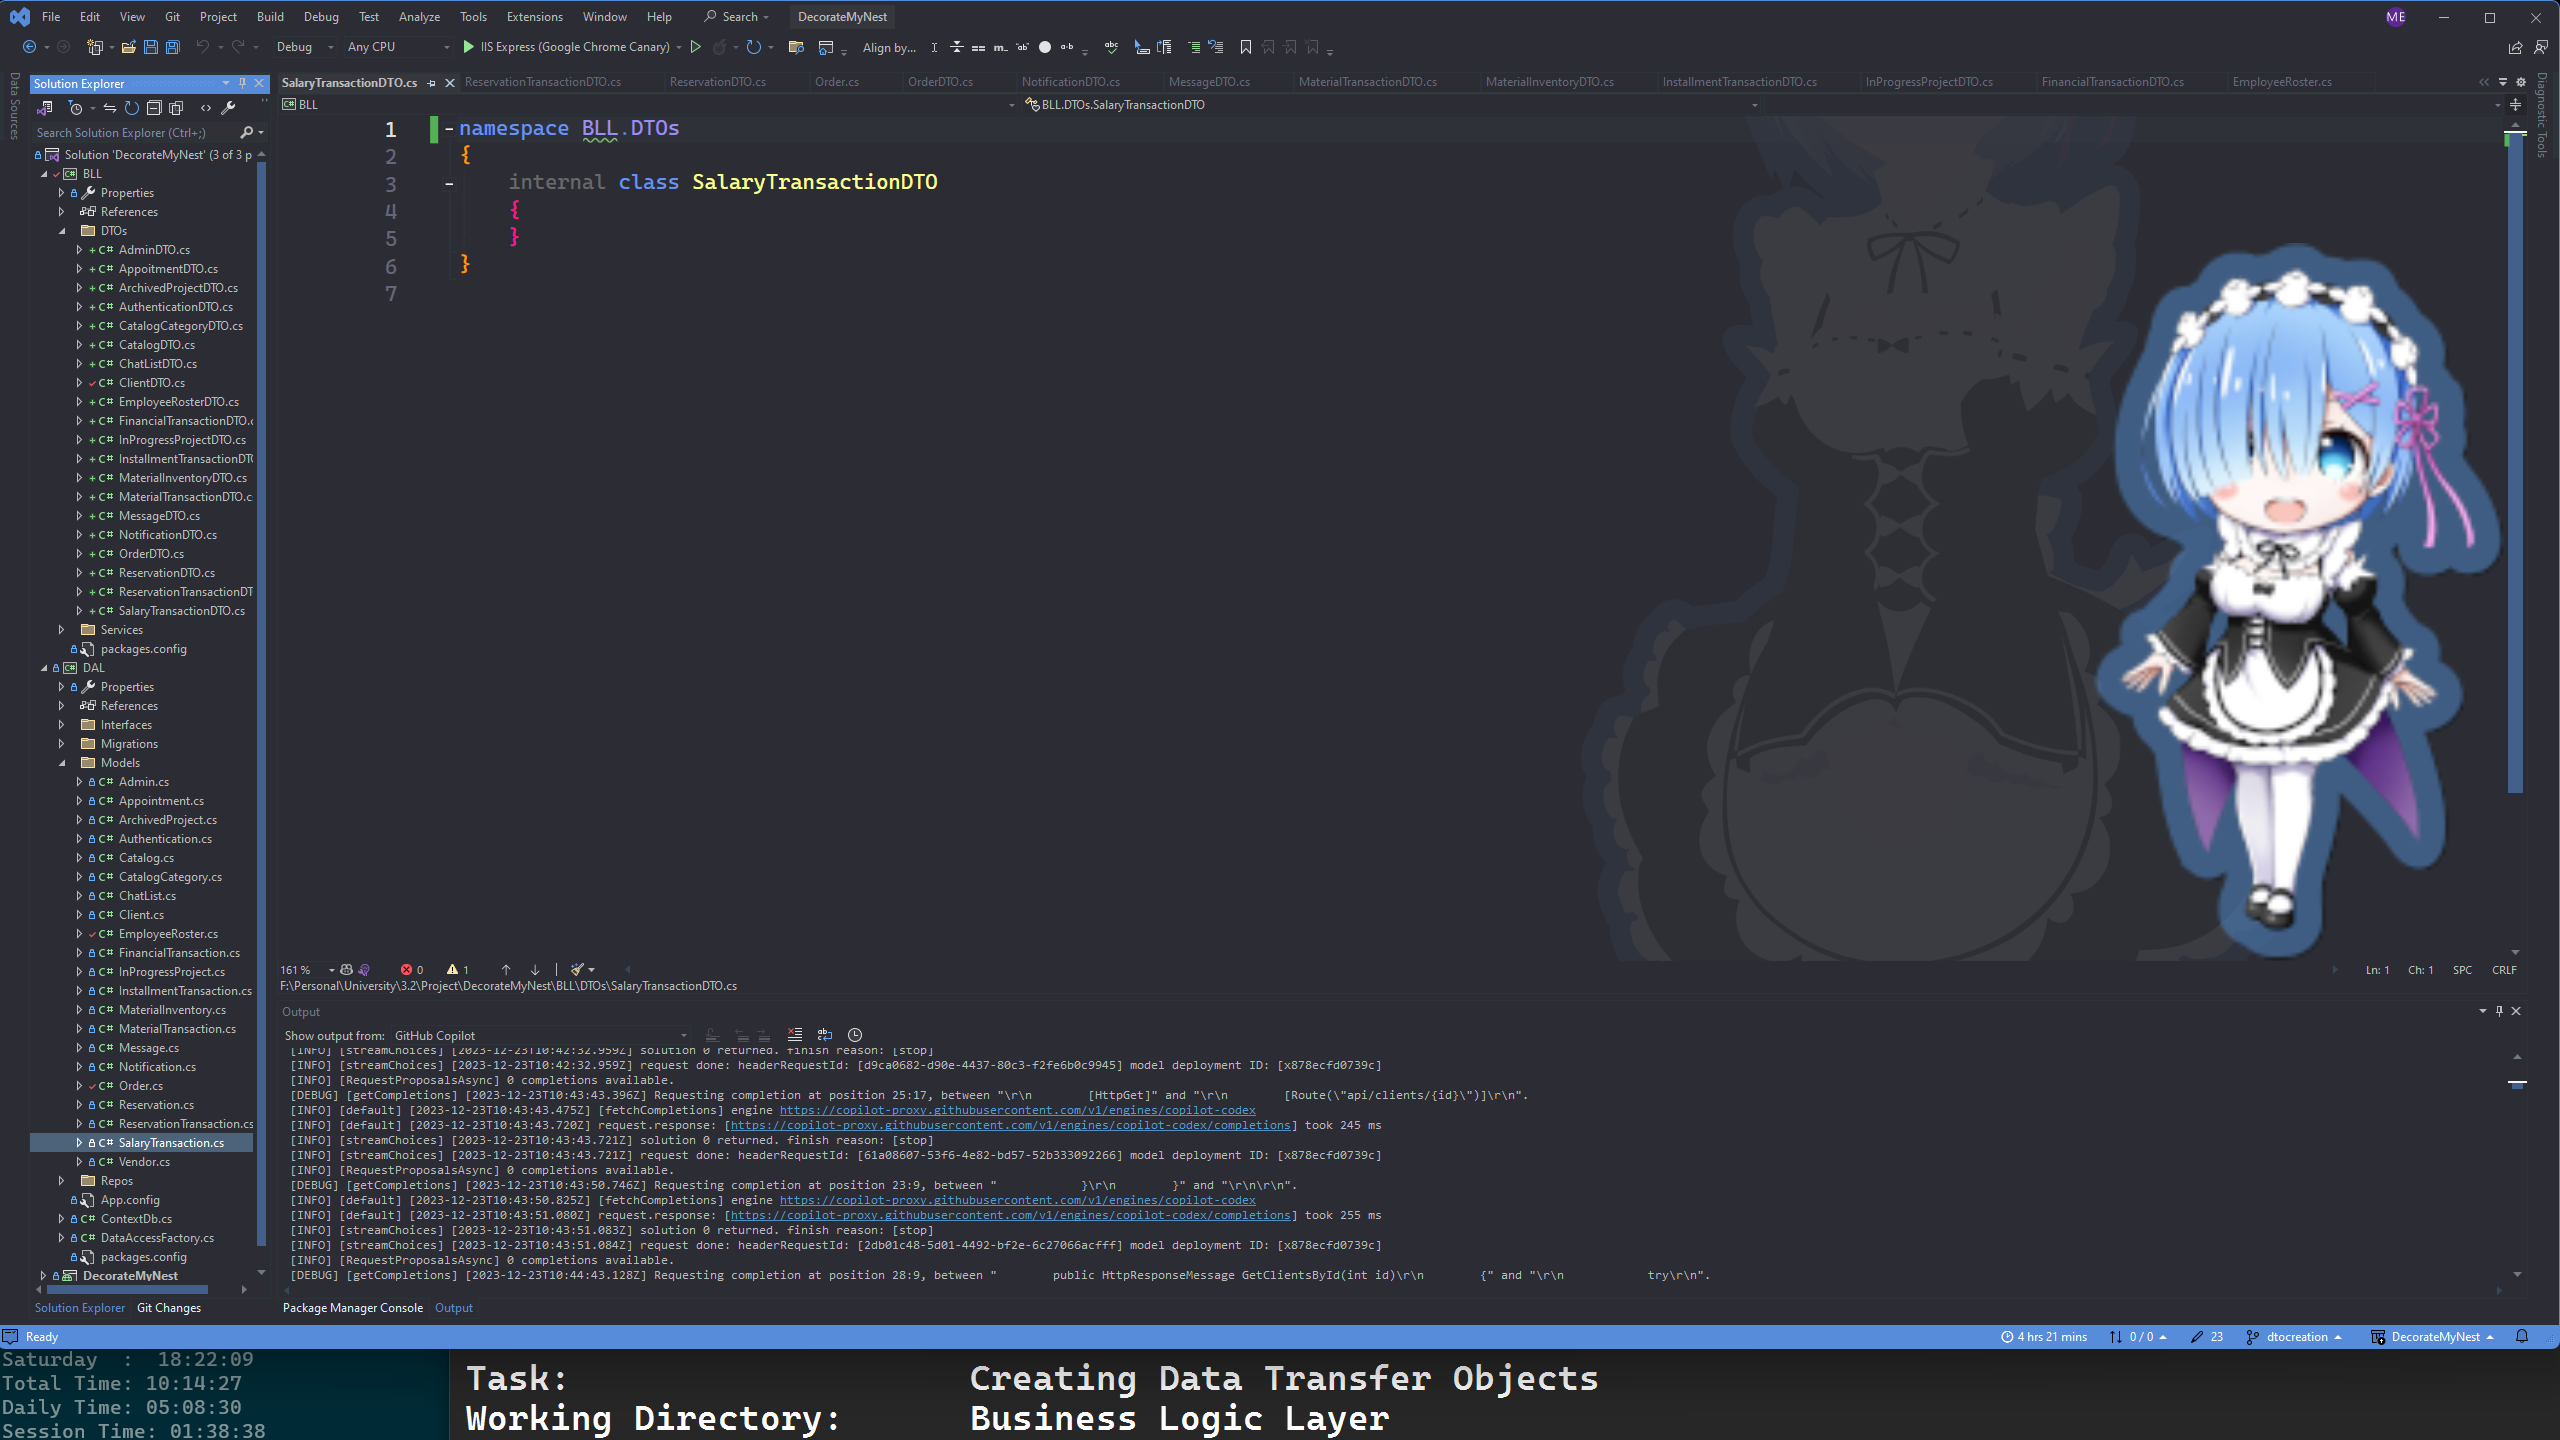 File Edit View Git Project Build Debug Test Analyze Tools Extensions Window Help Search DecorateMyNest ME
Debug Any CPU IIS Express (Google Chrome Canary) Align by...
Data Sources
Solution Explorer
Search Solution Explorer (Ctrl+;)
Solution 'DecorateMyNest' (3 of 3 p
BLL
Properties
References
DTOs
C# AdminDTO.cs
C# AppoitmentDTO.cs
C# ArchivedProjectDTO.cs
C# AuthenticationDTO.cs
C# CatalogCategoryDTO.cs
C# CatalogDTO.cs
C# ChatListDTO.cs
C# ClientDTO.cs
C# EmployeeRosterDTO.cs
C# FinancialTransactionDTO.c
C# InProgressProjectDTO.cs
C# InstallmentTransactionDT(
C# MaterialInventoryDTO.cs
C# MaterialTransactionDTO.c
C# MessageDTO.cs
C# NotificationDTO.cs
C# OrderDTO.cs
C# ReservationDTO.cs
C# ReservationTransactionDT
C# SalaryTransactionDTO.cs
Services
packages.config
DAL
Properties
References
Interfaces
Migrations
Models
C# Admin.cs
C# Appointment.cs
C# ArchivedProject.cs
C# Authentication.cs
C# Catalog.cs
C# CatalogCategory.cs
C# ChatList.cs
C# Client.cs
C# EmployeeRoster.cs
C# FinancialTransaction.cs
C# InProgressProject.cs
C# InstallmentTransaction.cs
C# MaterialInventory.cs
C# MaterialTransaction.cs
C# Message.cs
C# Notification.cs
C# Order.cs
C# Reservation.cs
C# ReservationTransaction.cs
C# SalaryTransaction.cs
C# Vendor.cs
Repos
App.config
C# ContextDb.cs
C# DataAccessFactory.cs
packages.config
DecorateMyNest
Solution Explorer Git Changes
SalaryTransactionDTO.cs ReservationTransactionDTO.cs ReservationDTO.cs Order.cs OrderDTO.cs NotificationDTO.cs MessageDTO.cs MaterialTransactionDTO.cs MaterialInventoryDTO.cs InstallmentTransactionDTO.cs InProgressProjectDTO.cs FinancialTransactionDTO.cs EmployeeRoster.cs
C# BLL BLL.DTOs.SalaryTransactionDTO
Diagnostic Tools
1 namespace BLL.DTOs
2 {
3 internal class SalaryTransactionDTO
4 {
5 }
6 }
7
161 % 0 1 Ln: 1 Ch: 1 SPC CRLF
F:\Personal\University\3.2\Project\DecorateMyNest\BLL\DTOs\SalaryTransactionDTO.cs
Output
Show output from: GitHub Copilot
[INFO] [streamChoices] [2023-12-23T10:42:32.959Z] solution 0 returned. finish reason: [stop]
[INFO] [streamChoices] [2023-12-23T10:42:32.959Z] request done: headerRequestId: [d9ca0682-d90e-4437-80c3-f2fe6b0c9945] model deployment ID: [x878ecfd0739c]
[INFO] [RequestProposalsAsync] 0 completions available.
[DEBUG] [getCompletions] [2023-12-23T10:43:43.396Z] Requesting completion at position 25:17, between "\r\n        [HttpGet]" and "\r\n        [Route(\"api/clients/{id}\")]\r\n".
[INFO] [default] [2023-12-23T10:43:43.475Z] [fetchCompletions] engine https://copilot-proxy.githubusercontent.com/v1/engines/copilot-codex
[INFO] [default] [2023-12-23T10:43:43.720Z] request.response: [https://copilot-proxy.githubusercontent.com/v1/engines/copilot-codex/completions] took 245 ms
[INFO] [streamChoices] [2023-12-23T10:43:43.721Z] solution 0 returned. finish reason: [stop]
[INFO] [streamChoices] [2023-12-23T10:43:43.721Z] request done: headerRequestId: [61a08607-53f6-4e82-bd57-52b333092266] model deployment ID: [x878ecfd0739c]
[INFO] [RequestProposalsAsync] 0 completions available.
[DEBUG] [getCompletions] [2023-12-23T10:43:50.746Z] Requesting completion at position 23:9, between "            }\r\n        }" and "\r\n\r\n".
[INFO] [default] [2023-12-23T10:43:50.825Z] [fetchCompletions] engine https://copilot-proxy.githubusercontent.com/v1/engines/copilot-codex
[INFO] [default] [2023-12-23T10:43:51.080Z] request.response: [https://copilot-proxy.githubusercontent.com/v1/engines/copilot-codex/completions] took 255 ms
[INFO] [streamChoices] [2023-12-23T10:43:51.083Z] solution 0 returned. finish reason: [stop]
[INFO] [streamChoices] [2023-12-23T10:43:51.084Z] request done: headerRequestId: [2db01c48-5d01-4492-bf2e-6c27066acfff] model deployment ID: [x878ecfd0739c]
[INFO] [RequestProposalsAsync] 0 completions available.
[DEBUG] [getCompletions] [2023-12-23T10:44:43.128Z] Requesting completion at position 28:9, between "        public HttpResponseMessage GetClientsById(int id)\r\n        {" and "\r\n            try\r\n".
Package Manager Console Output
Ready 4 hrs 21 mins 0 / 0 23 dtocreation DecorateMyNest
Saturday : 18:22:09
Total Time: 10:14:27
Daily Time: 05:08:30
Session Time: 01:38:38
Task: Creating Data Transfer Objects
Working Directory: Business Logic Layer